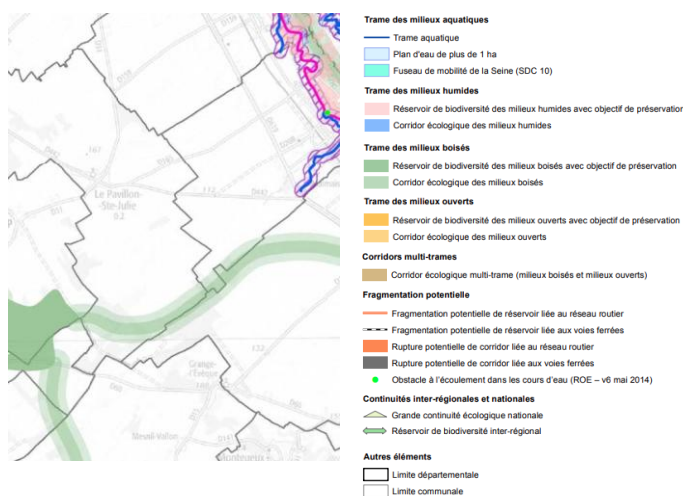 Le Pavillon-
Ste-Julie
Grange-
l'Evêque
Trame des milieux aquatiques
Trame aquatique
Plan d'eau de plus de 1 ha
Fuseau de mobilité de la Seine (SDC 10)
Trame des milieux humides
Réservoir de biodiversité des milieux humides avec objectif de préservation
Corridor écologique des milieux humides
Trame des milieux boisés
Réservoir de biodiversité des milieux boisés avec objectif de préservation
Corridor écologique des milieux boisés
Trame des milieux ouverts
Réservoir de biodiversité des milieux ouverts avec objectif de préservation
Corridor écologique des milieux ouverts
Corridors multi-trames
Corridor écologique multi-trame (milieux boisés et milieux ouverts)
Fragmentation potentielle
Fragmentation potentielle de réservoir liée au réseau routier
Fragmentation potentielle de réservoir liée aux voies ferrées
Rupture potentielle de corridor liée au réseau routier
Rupture potentielle de corridor liée aux voies ferrées
Obstacle à l'écoulement dans les cours d'eau (ROE – v6 mai 2014)
Continuités inter-régionales et nationales
Grande continuité écologique nationale
Réservoir de biodiversité inter-régional
Autres éléments
Limite départementale
Limite communale